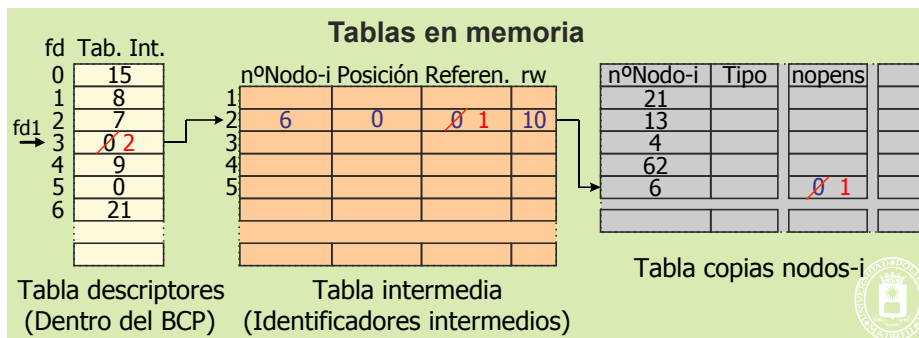 Tablas en memoria
fd Tab. Int.
0 15
1 8
2 7
fd1
3 0 2
4 9
5 0
6 21
nºNodo-i Posición Referen. rw
1
2 6 0 0 1 10
3
4
5
nºNodo-i Tipo nopens
21
13
4
62
6 0 1
Tabla descriptores
(Dentro del BCP)
Tabla intermedia
(Identificadores intermedios)
Tabla copias nodos-i